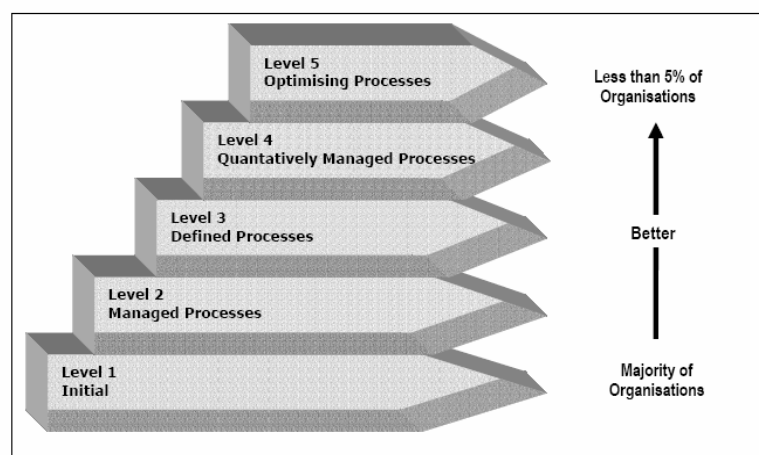 Level 5
Optimising Processes
Less than 5% of
Organisations
Level 4
Quantatively Managed Processes
Level 3
Defined Processes
Better
Level 2
Managed Processes
Level 1
Initial
Majority of
Organisations